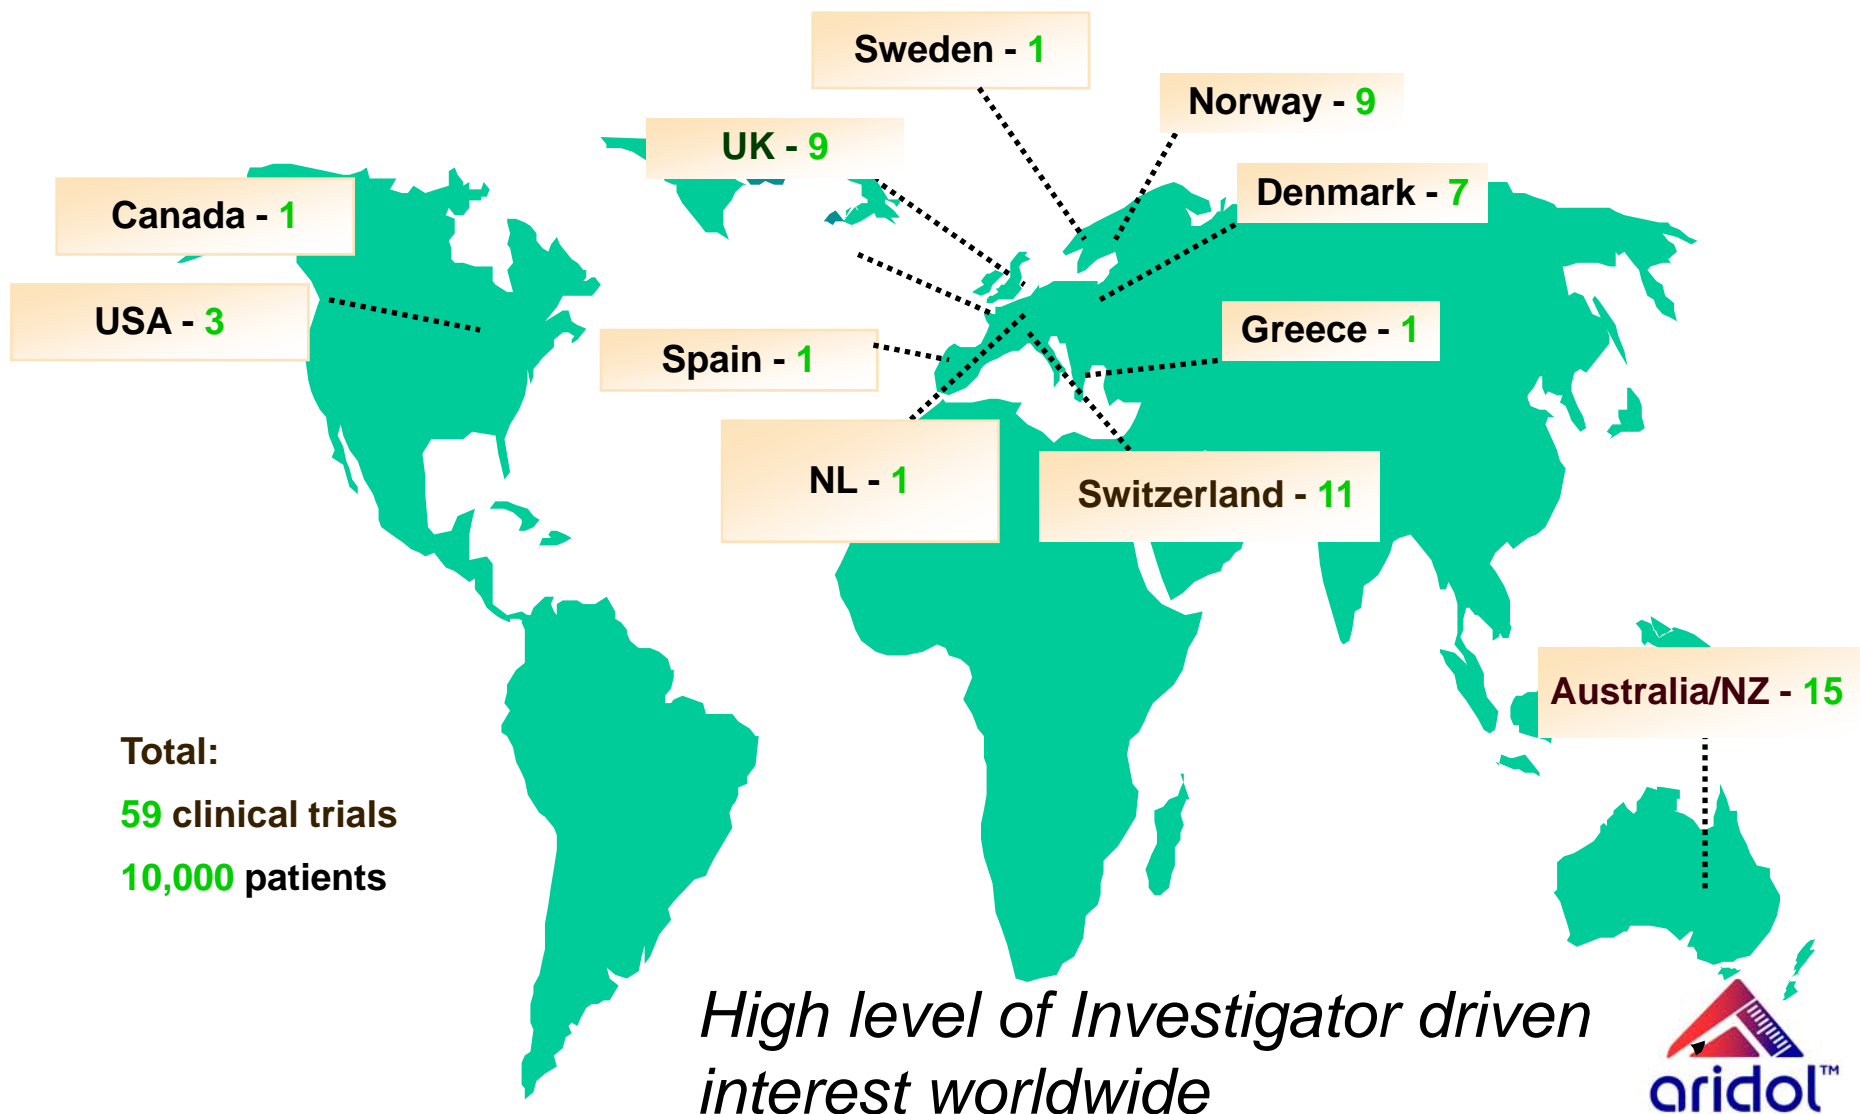 Sweden - 1
Norway - 9
UK - 9
Denmark - 7
Canada - 1
USA - 3
Greece - 1
Spain - 1
NL - 1
Switzerland - 11
Australia/NZ - 15
Total:
59 clinical trials
10,000 patients
High level of Investigator driven
interest worldwide
aridol™